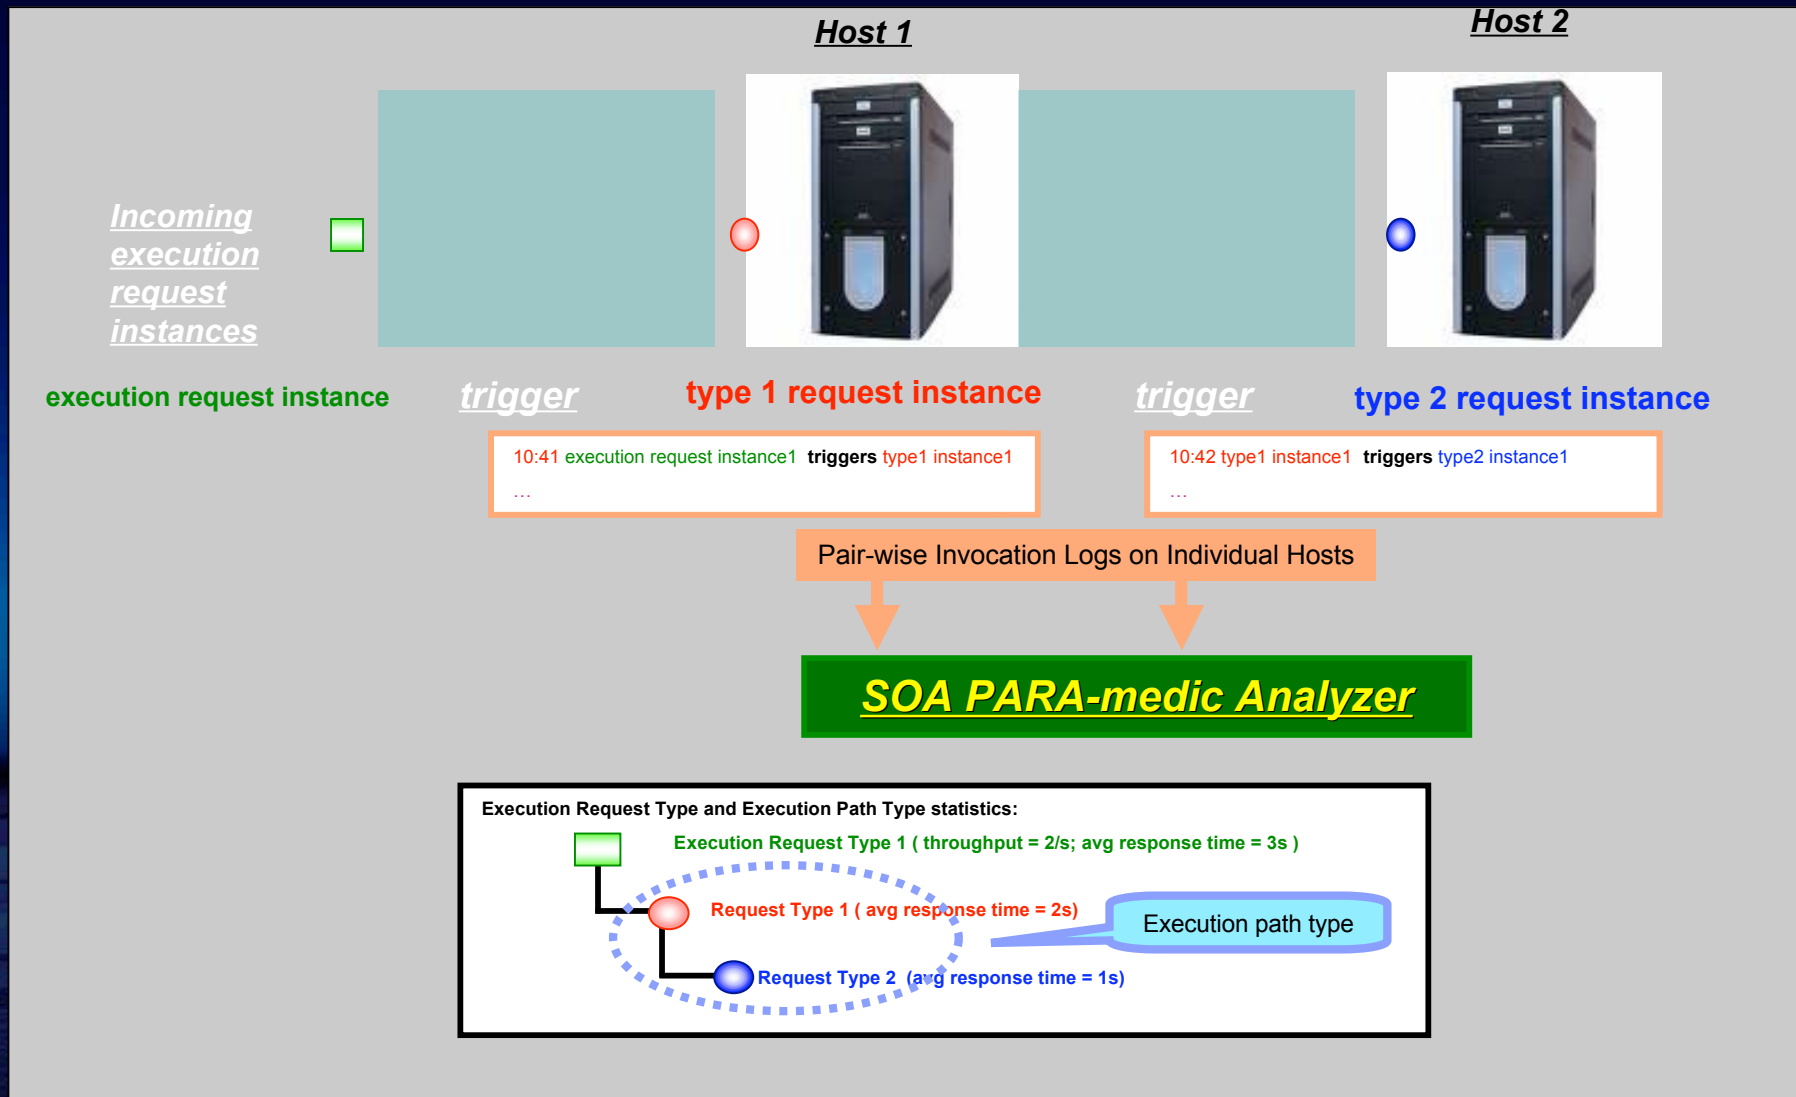 Host 1
Host 2
Incoming
execution
request
instances
execution request instance
trigger
type 1 request instance
trigger
type 2 request instance
10:41 execution request instance1 triggers type1 instance1
...
10:42 type1 instance1 triggers type2 instance1
...
Pair-wise Invocation Logs on Individual Hosts
SOA PARA-medic Analyzer
Execution Request Type and Execution Path Type statistics:
Execution Request Type 1 ( throughput = 2/s; avg response time = 3s )
Request Type 1 ( avg response time = 2s)
Execution path type
Request Type 2 (avg response time = 1s)